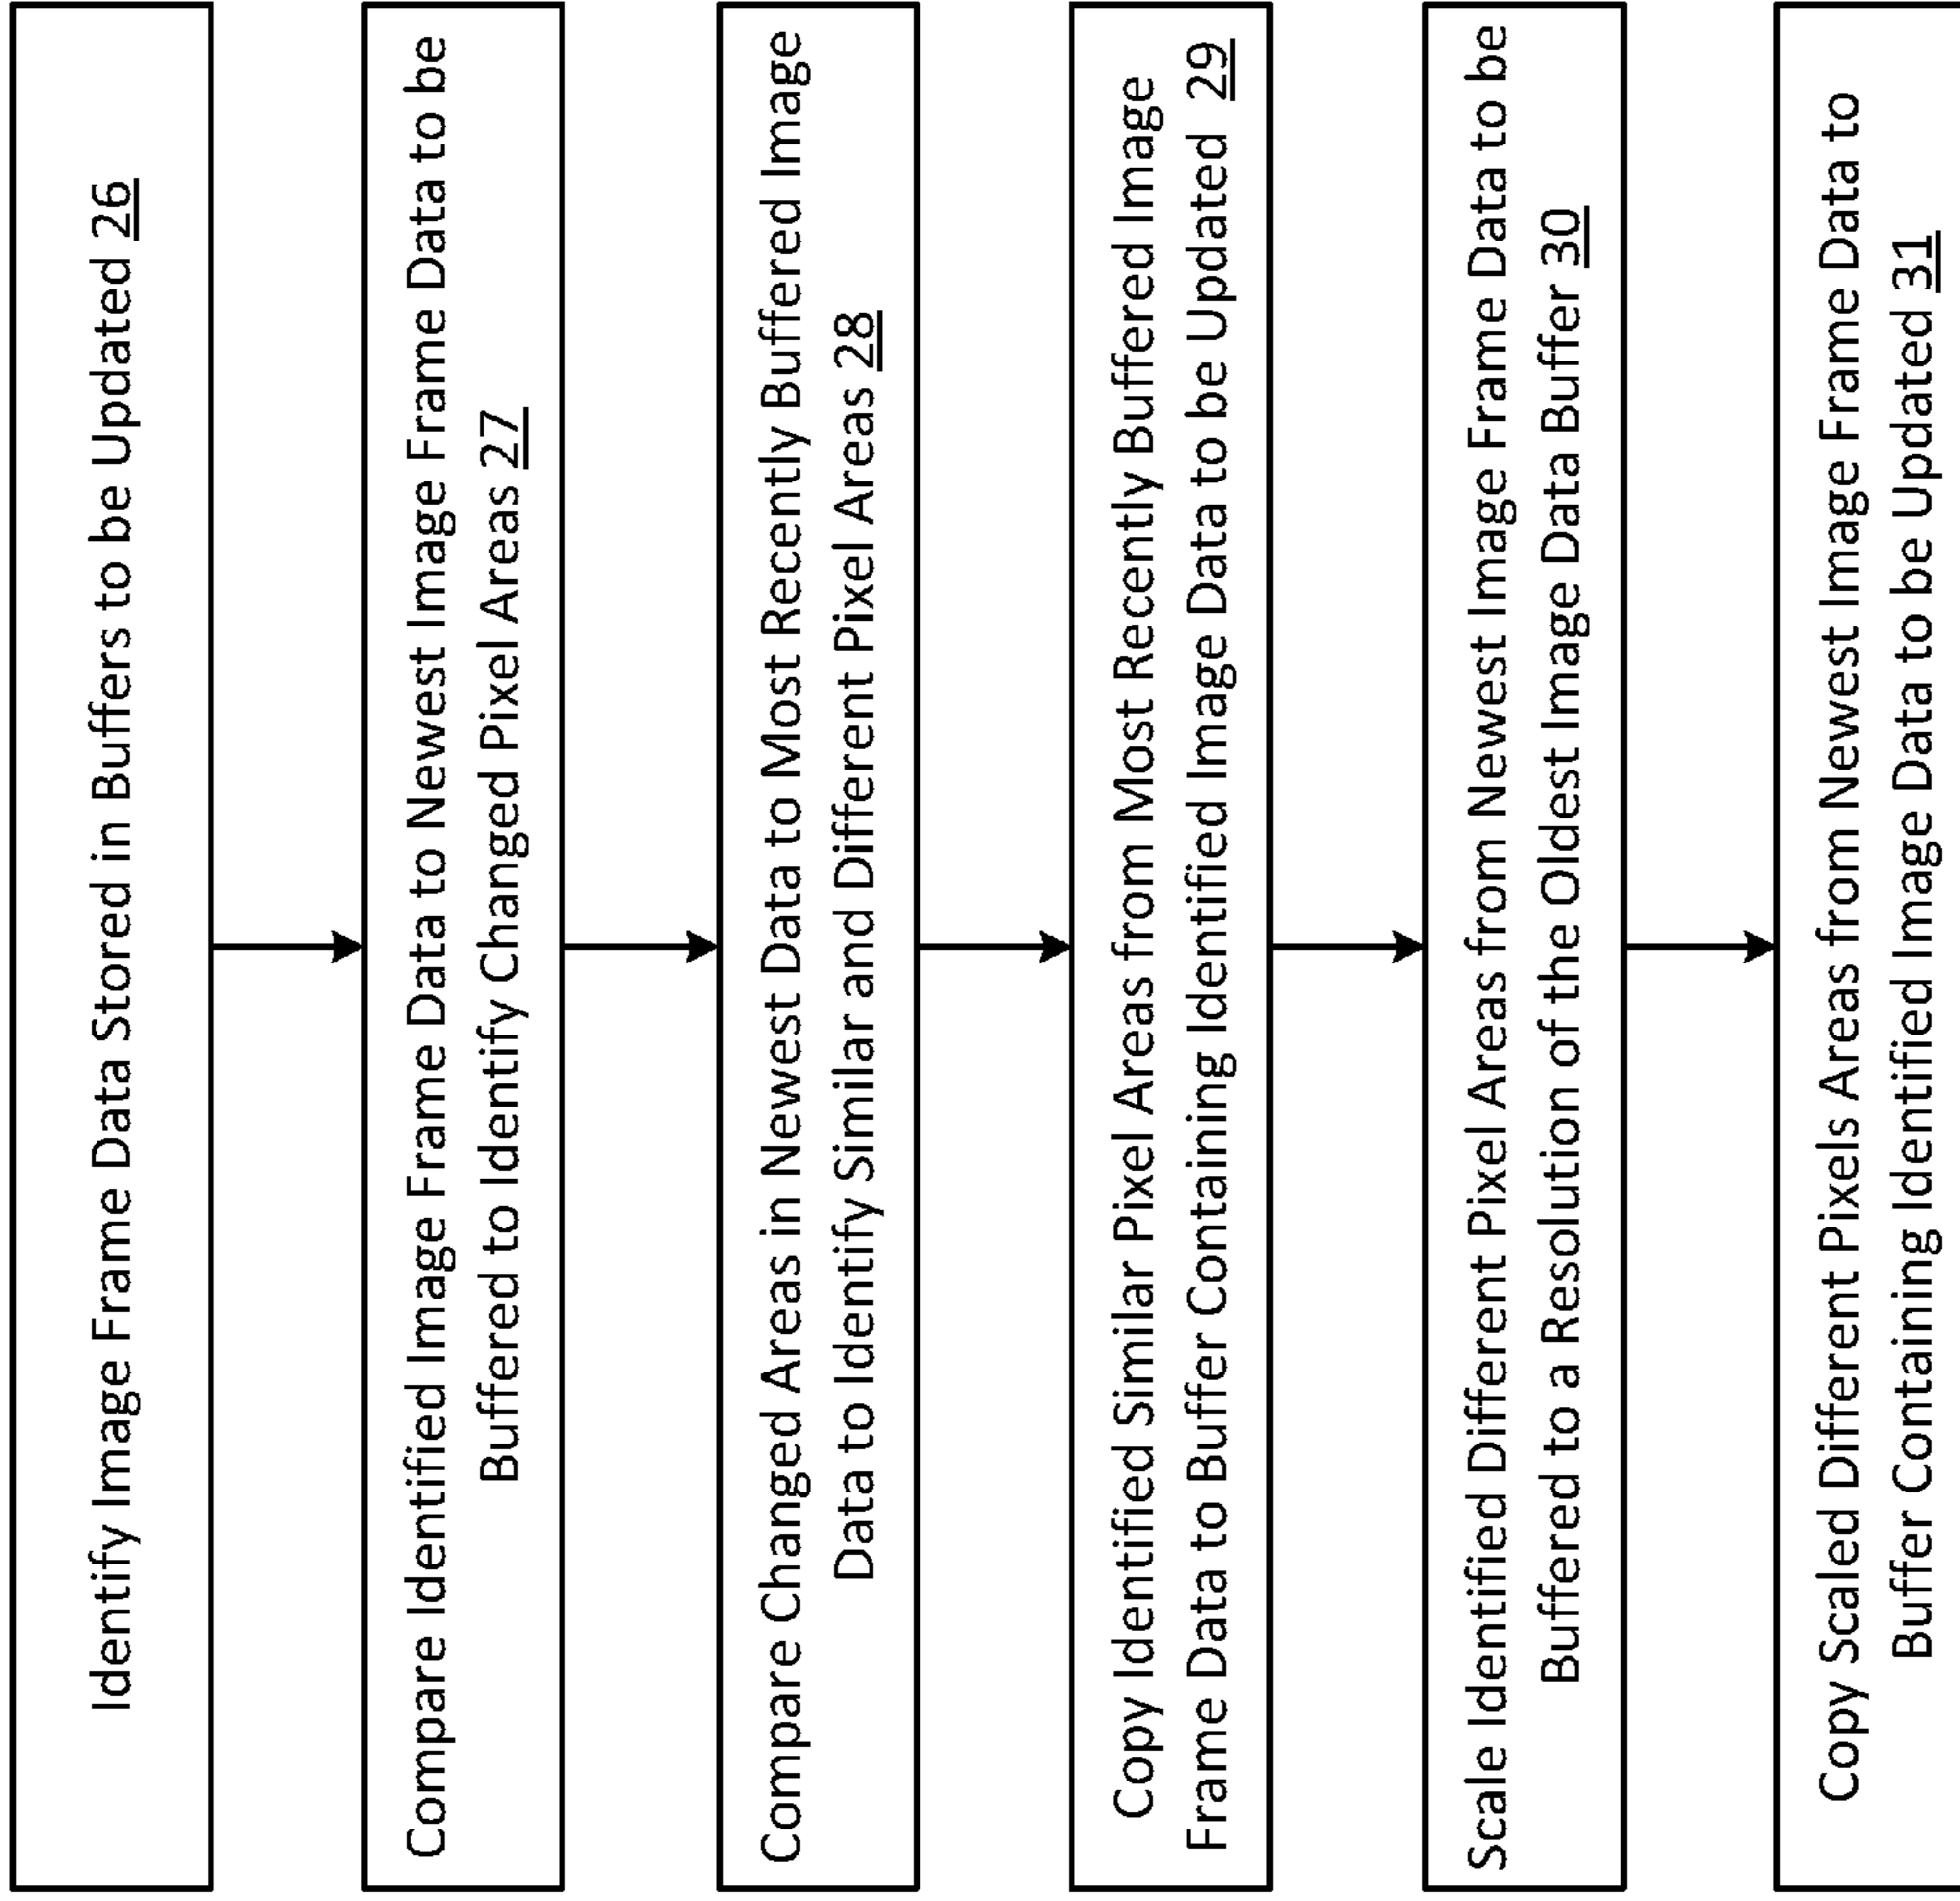 Identify Image Frame Data Stored in Buffers to be Updated 26
Compare Identified Image Frame Data to Newest Image Frame Data to be
Buffered to Identify Changed Pixel Areas 27
Compare Changed Areas in Newest Data to Most Recently Buffered Image
Data to Identify Similar and Different Pixel Areas 28
Copy Identified Similar Pixel Areas from Most Recently Buffered Image
Frame Data to Buffer Containing Identified Image Data to be Updated 29
Scale Identified Different Pixel Areas from Newest Image Frame Data to be
Buffered to a Resolution of the Oldest Image Data Buffer 30
Copy Scaled Different Pixels Areas from Newest Image Frame Data to
Buffer Containing Identified Image Data to be Updated 31